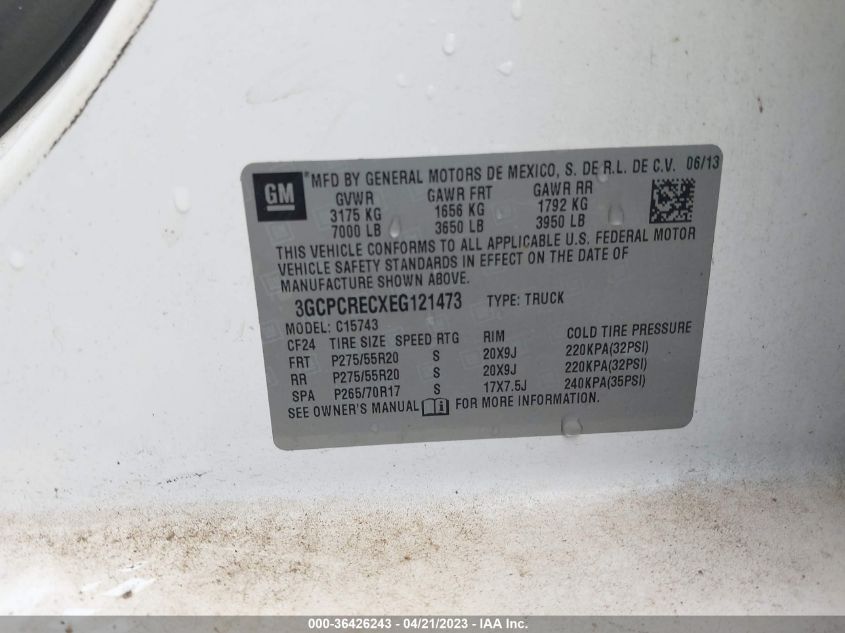 GM ®MFD BY GENERAL MOTORS DE MEXICO, S. DE R.L. DE C.V. 06/13
GVWR GAWR FRT GAWR RR
3175 KG 1656 KG 1792 KG
7000 LB 3650 LB 3950 LB
THIS VEHICLE CONFORMS TO ALL APPLICABLE U.S. FEDERAL MOTOR
VEHICLE SAFETY STANDARDS IN EFFECT ON THE DATE OF
MANUFACTURE SHOWN ABOVE.
3GCPCRECXEG121473 TYPE: TRUCK
MODEL: C15743
CF24 TIRE SIZE SPEED RTG RIM COLD TIRE PRESSURE
FRT P275/55R20 S 20X9J 220KPA(32PSI)
RR P275/55R20 S 20X9J 220KPA(32PSI)
SPA P265/70R17 S 17X7.5J 240KPA(35PSI)
SEE OWNER'S MANUAL FOR MORE INFORMATION.
000-36426243 - 04/21/2023 - IAA Inc.